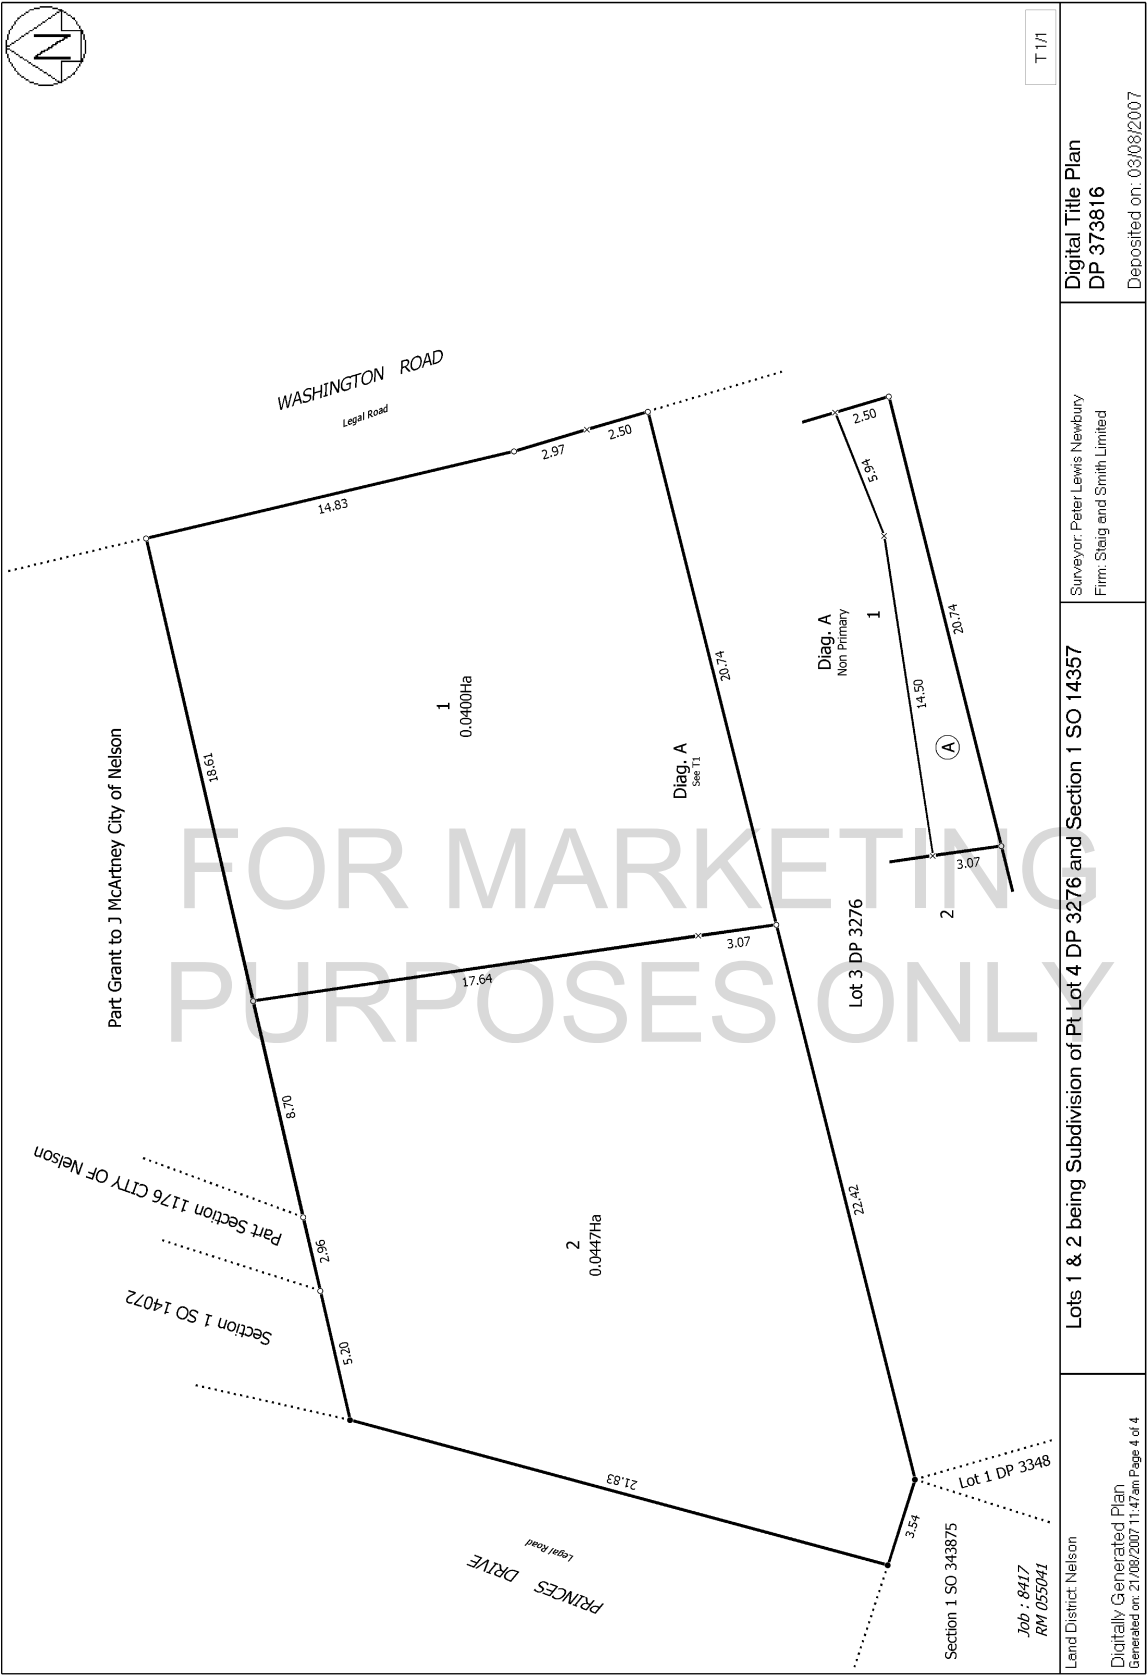 N
T 1/1
WASHINGTON ROAD
Legal Road
14.83
2.97
2.50
Part Grant to J McArtney City of Nelson
18.61
1
0.0400Ha
20.74
Diag. A
See T1
17.64
3.07
8.70
Part Section 1176 CITY OF Nelson
2.96
Section 1 SO 14072
5.20
2
0.0447Ha
22.42
21.83
PRINCES DRIVE
Legal Road
3.54
Lot 3 DP 3276
Lot 1 DP 3348
Section 1 SO 343875
Diag. A
Non Primary
1
2.50
5.94
14.50
20.74
A
3.07
2
Job : 8417
RM 055041
FOR MARKETING
PURPOSES ONLY
Land District: Nelson
Digitally Generated Plan
Generated on: 21/08/2007 11:47am Page 4 of 4
Lots 1 & 2 being Subdivision of Pt Lot 4 DP 3276 and Section 1 SO 14357
Surveyor: Peter Lewis Newbury
Firm: Staig and Smith Limited
Digital Title Plan
DP 373816
Deposited on: 03/08/2007